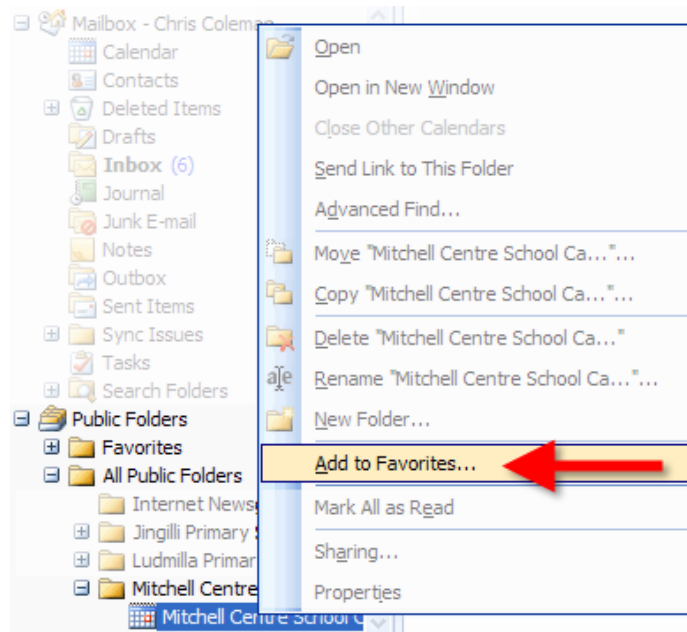 Mailbox - Chris Coleman
Calendar
Contacts
Deleted Items
Drafts
Inbox (6)
Journal
Junk E-mail
Notes
Outbox
Sent Items
Sync Issues
Tasks
Search Folders
Public Folders
Favorites
All Public Folders
Internet News
Jingilli Primary
Ludmilla Primar
Mitchell Centre
Mitchell Centre School C
Open
Open in New Window
Close Other Calendars
Send Link to This Folder
Advanced Find...
Move "Mitchell Centre School Ca..."...
Copy "Mitchell Centre School Ca..."...
Delete "Mitchell Centre School Ca..."
Rename "Mitchell Centre School Ca..."...
New Folder...
Add to Favorites...
Mark All as Read
Sharing...
Properties